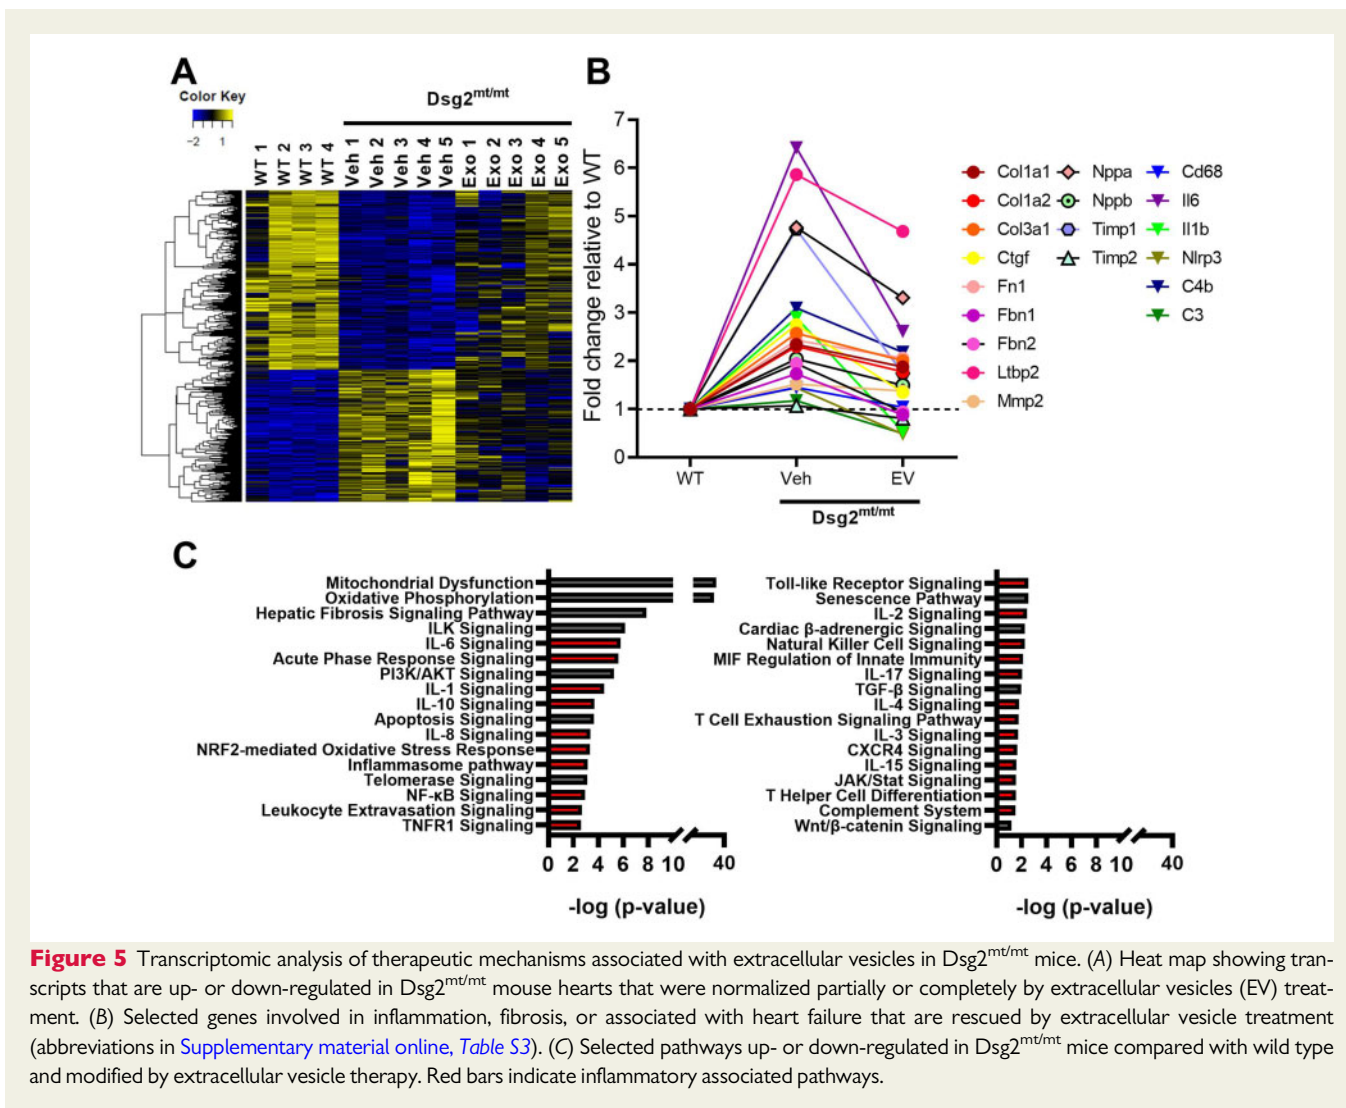 A
Color Key
−2 1
Dsg2mt/mt
WT 1
WT 2
WT 3
WT 4
Veh 1
Veh 2
Veh 3
Veh 4
Veh 5
Exo 1
Exo 2
Exo 3
Exo 4
Exo 5
B
Fold change relative to WT
7
6
5
4
3
2
1
0
WT Veh EV
Dsg2mt/mt
Col1a1 Nppa Cd68
Col1a2 Nppb Il6
Col3a1 Timp1 Il1b
Ctgf Timp2 Nlrp3
Fn1 C4b
Fbn1 C3
Fbn2
Ltbp2
Mmp2
C
Mitochondrial Dysfunction
Oxidative Phosphorylation
Hepatic Fibrosis Signaling Pathway
ILK Signaling
IL-6 Signaling
Acute Phase Response Signaling
PI3K/AKT Signaling
IL-1 Signaling
IL-10 Signaling
Apoptosis Signaling
IL-8 Signaling
NRF2-mediated Oxidative Stress Response
Inflammasome pathway
Telomerase Signaling
NF-κB Signaling
Leukocyte Extravasation Signaling
TNFR1 Signaling
0 2 4 6 8 10 40
-log (p-value)
Toll-like Receptor Signaling
Senescence Pathway
IL-2 Signaling
Cardiac β-adrenergic Signaling
Natural Killer Cell Signaling
MIF Regulation of Innate Immunity
IL-17 Signaling
TGF-β Signaling
IL-4 Signaling
T Cell Exhaustion Signaling Pathway
IL-3 Signaling
CXCR4 Signaling
IL-15 Signaling
JAK/Stat Signaling
T Helper Cell Differentiation
Complement System
Wnt/β-catenin Signaling
0 2 4 6 8 10 40
-log (p-value)
Figure 5 Transcriptomic analysis of therapeutic mechanisms associated with extracellular vesicles in Dsg2mt/mt mice. (A) Heat map showing tran-
scripts that are up- or down-regulated in Dsg2mt/mt mouse hearts that were normalized partially or completely by extracellular vesicles (EV) treat-
ment. (B) Selected genes involved in inflammation, fibrosis, or associated with heart failure that are rescued by extracellular vesicle treatment
(abbreviations in Supplementary material online, Table S3). (C) Selected pathways up- or down-regulated in Dsg2mt/mt mice compared with wild type
and modified by extracellular vesicle therapy. Red bars indicate inflammatory associated pathways.